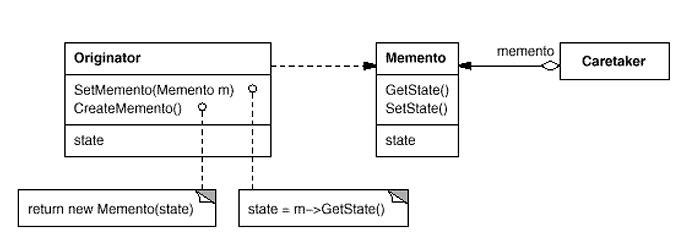 Originator
SetMemento(Memento m)
CreateMemento()
state
Memento
GetState()
SetState()
state
memento
Caretaker
return new Memento(state)
state = m->GetState()